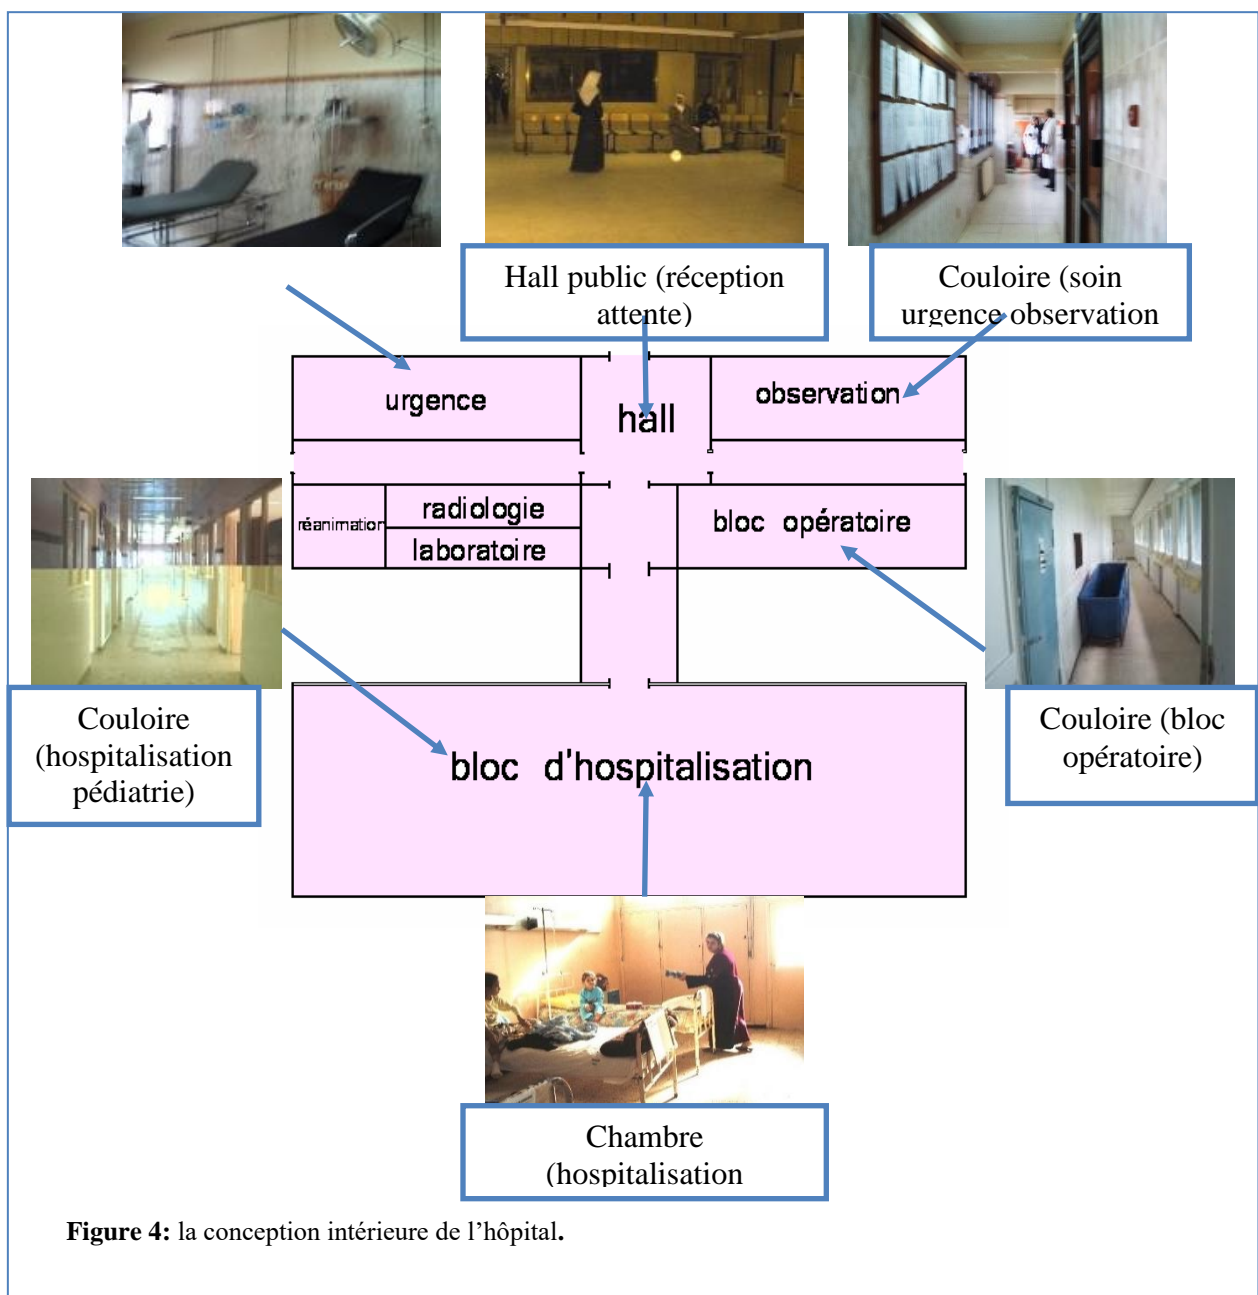 Hall public (réception
attente)
Couloire (soin
urgence observation
urgence
hall
observation
réanimation
radiologie
laboratoire
bloc opératoire
Couloire
(hospitalisation
pédiatrie)
Couloire (bloc
opératoire)
bloc d'hospitalisation
Chambre
(hospitalisation
Figure 4: la conception intérieure de l’hôpital.